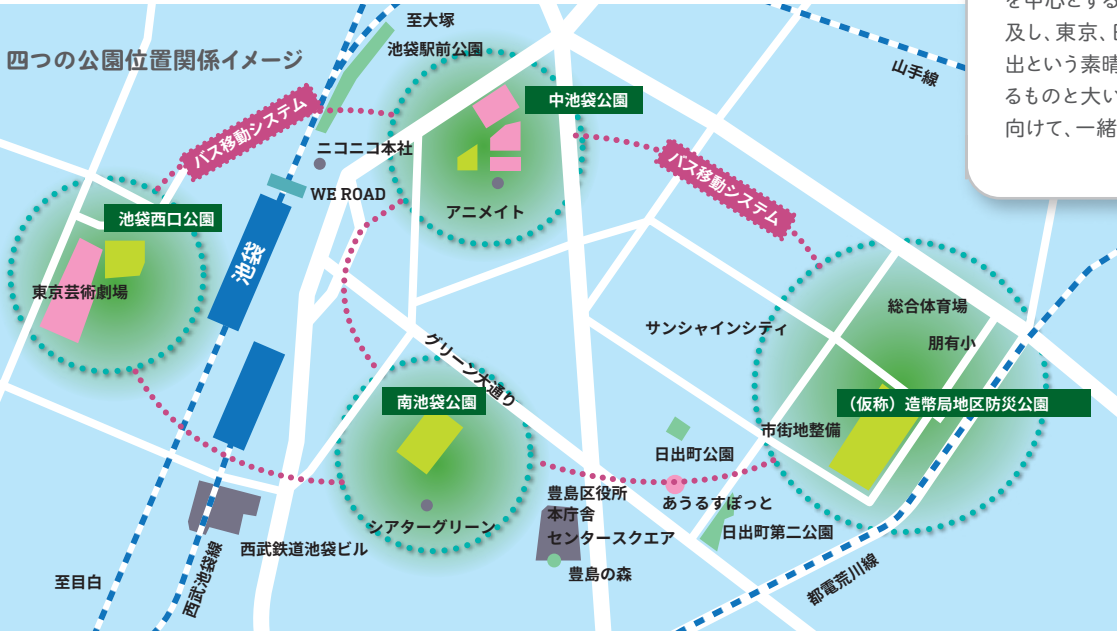 を中心とする
及し、東京、
出という素晴
るものと大い
向けて、一緒
四つの公園位置関係イメージ
至大塚
池袋駅前公園
山手線
中池袋公園
バス移動システム
ニコニコ本社
WE ROAD
バス移動システム
アニメイト
池袋西口公園
池袋
東京芸術劇場
総合体育場
サンシャインシティ
朋有小
グリーン大通り
南池袋公園
（仮称）造幣局地区防災公園
市街地整備
日出町公園
豊島区役所
本庁舎
センタースクエア
あうるすぽっと
シアターグリーン
日出町第二公園
西武鉄道池袋ビル
豊島の森
至目白
西武池袋線
都電荒川線